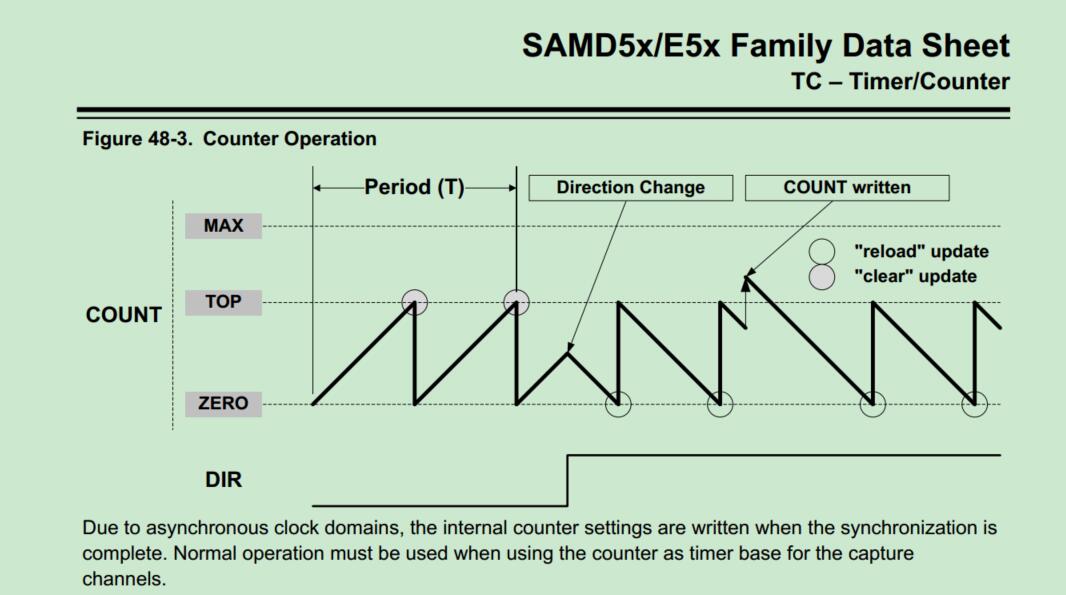 SAMD5x/E5x Family Data Sheet
TC – Timer/Counter
Figure 48-3. Counter Operation
Period (T)
Direction Change
COUNT written
MAX
"reload" update
"clear" update
TOP
COUNT
ZERO
DIR
Due to asynchronous clock domains, the internal counter settings are written when the synchronization is
complete. Normal operation must be used when using the counter as timer base for the capture
channels.